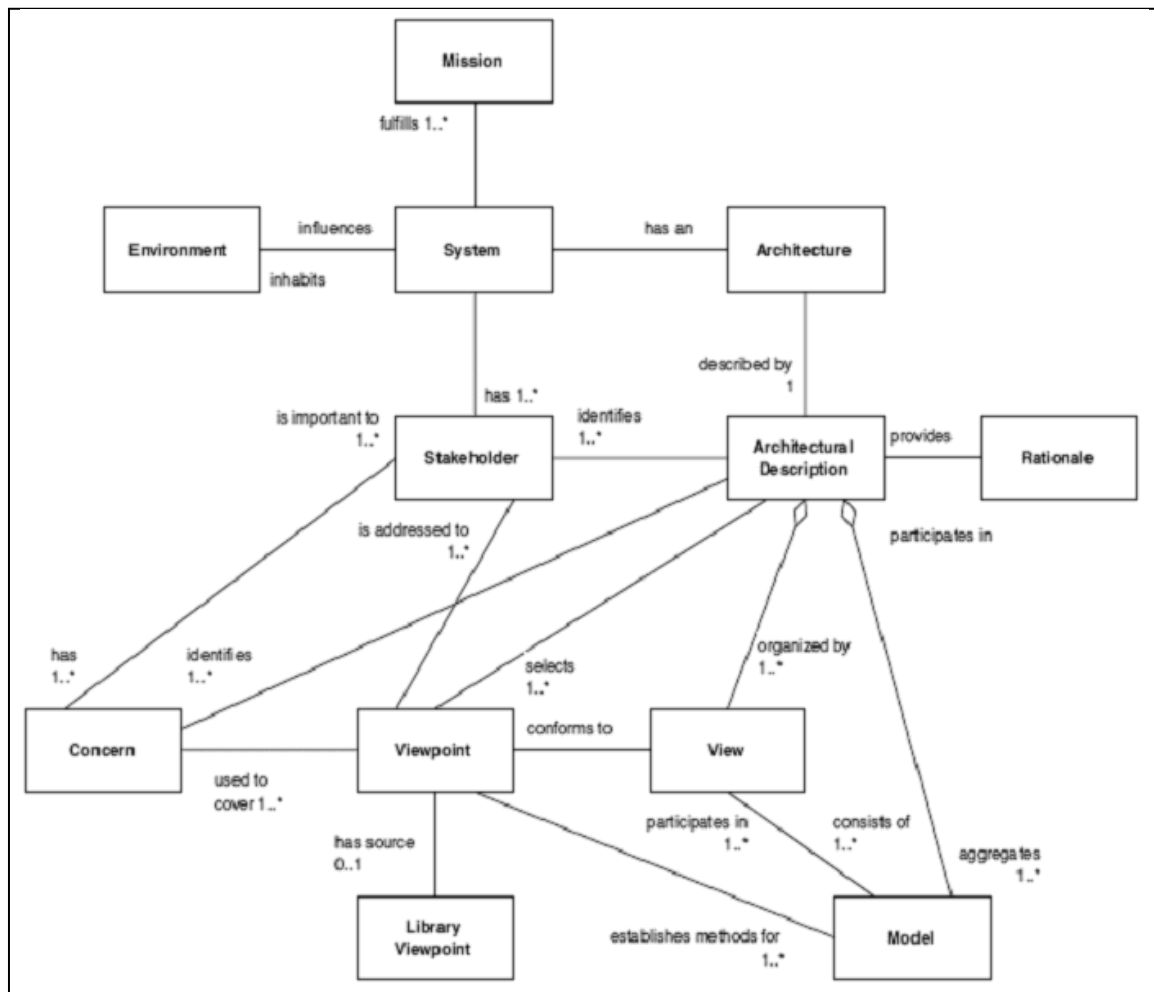 Mission
fulfills 1..*
Environment
influences
inhabits
System
has an
Architecture
described by
1
has 1..*
is important to
1..*
Stakeholder
identifies
1..*
Architectural
Description
provides
Rationale
is addressed to
1..*
participates in
has
1..*
identifies
1..*
selects
1..*
organized by
1..*
Concern
Viewpoint
conforms to
View
used to
cover 1..*
has source
0..1
participates in
1..*
consists of
1..*
aggregates
1..*
Library
Viewpoint
establishes methods for
1..*
Model